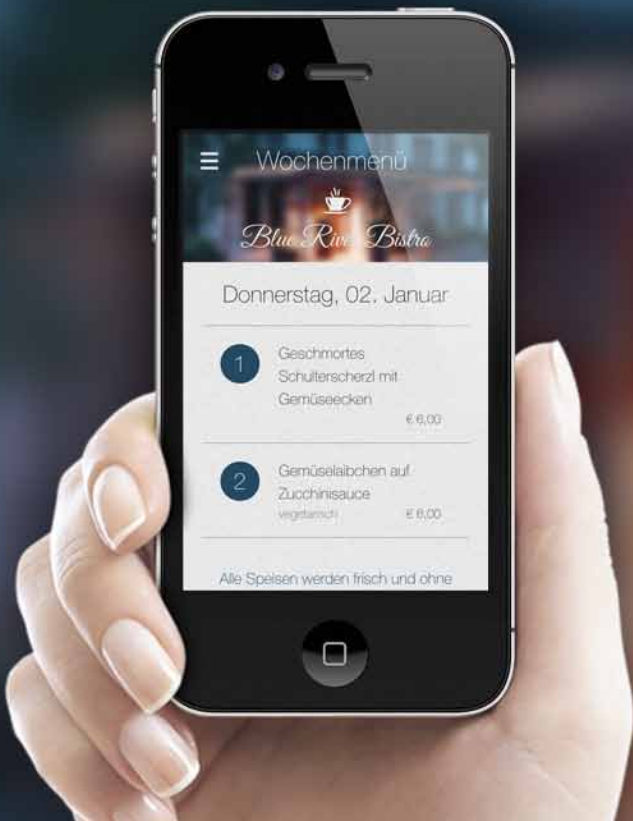 Wochenmenü
Blue River Bistro
Donnerstag, 02. Januar
1
Geschmortes
Schulterscherzl mit
Gemüseecken
€ 6,00
2
Gemüselaibchen auf
Zucchinisauce
vegetarisch € 6,00
Alle Speisen werden frisch und ohne